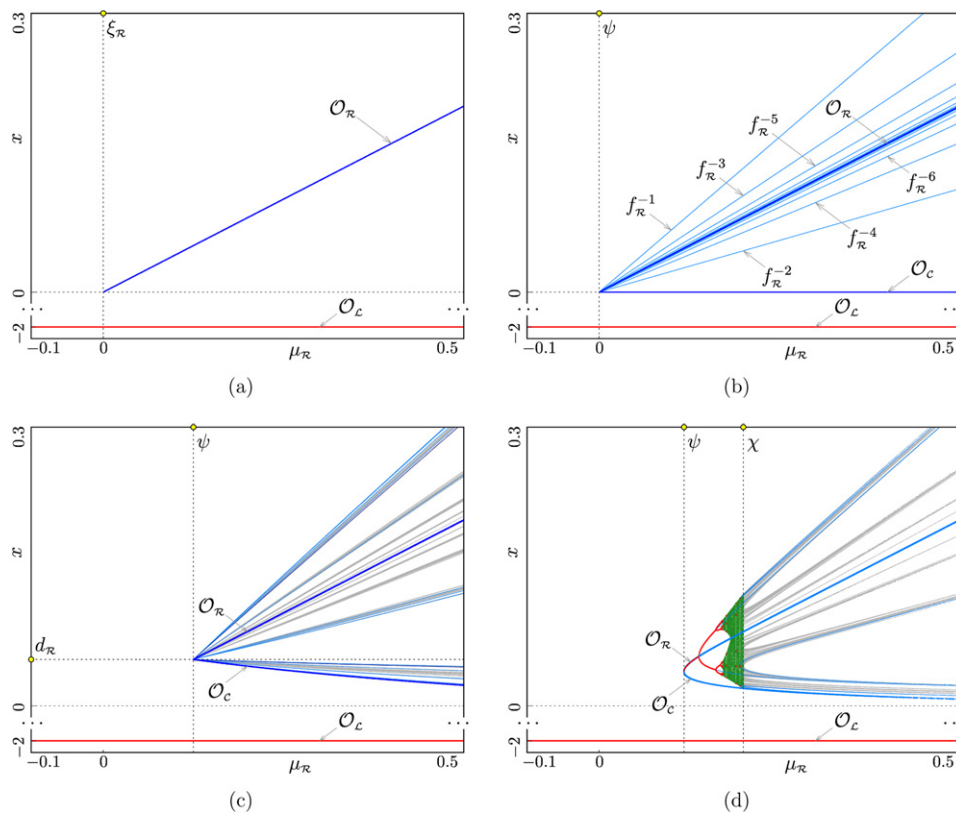 0.3
ξ_R
x
O_R
0
...
...
-2
O_L
-0.1
0
μ_R
0.5
(a)
0.3
ψ
x
O_R
f_R^{-5}
f_R^{-3}
f_R^{-1}
f_R^{-6}
f_R^{-4}
f_R^{-2}
O_C
0
...
...
-2
O_L
-0.1
0
μ_R
0.5
(b)
0.3
ψ
x
O_R
d_R
O_C
0
...
...
-2
O_L
-0.1
0
μ_R
0.5
(c)
0.3
ψ
χ
x
O_R
O_C
0
...
...
-2
O_L
-0.1
0
μ_R
0.5
(d)